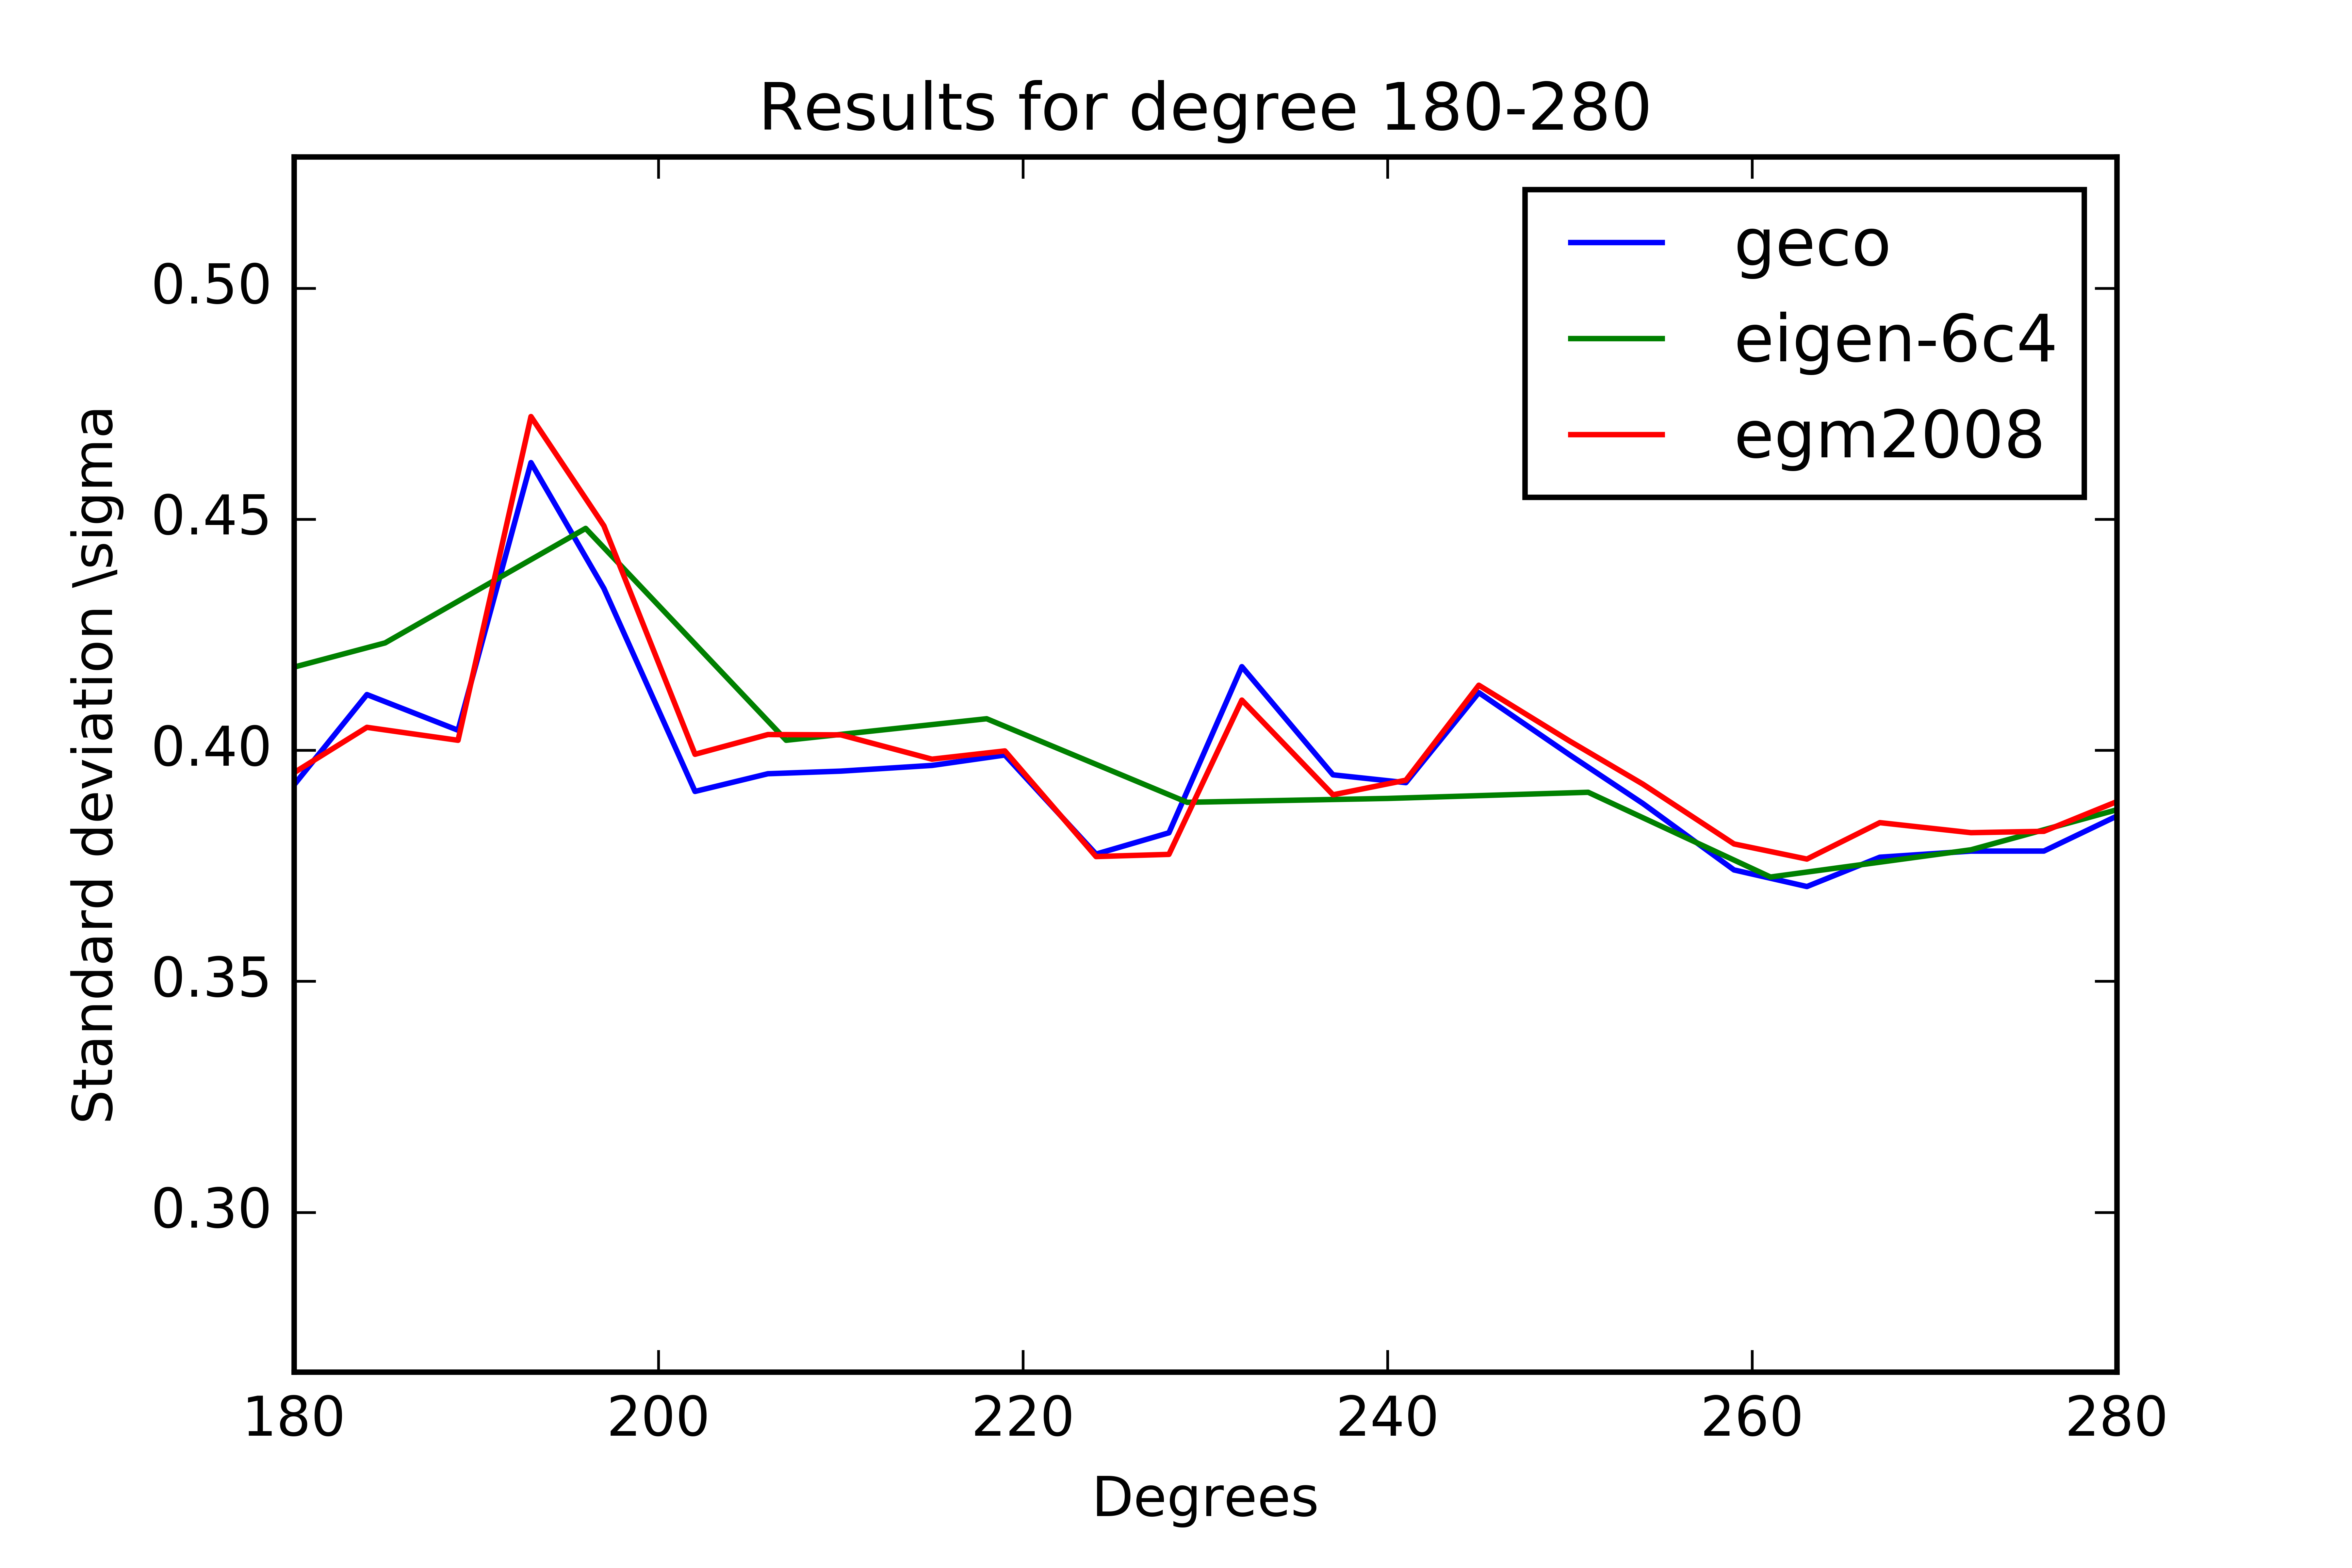 Results for degree 180-280
geco
eigen-6c4
egm2008
0.50
0.45
0.40
0.35
0.30
Standard deviation \sigma
180 200 220 240 260 280
Degrees